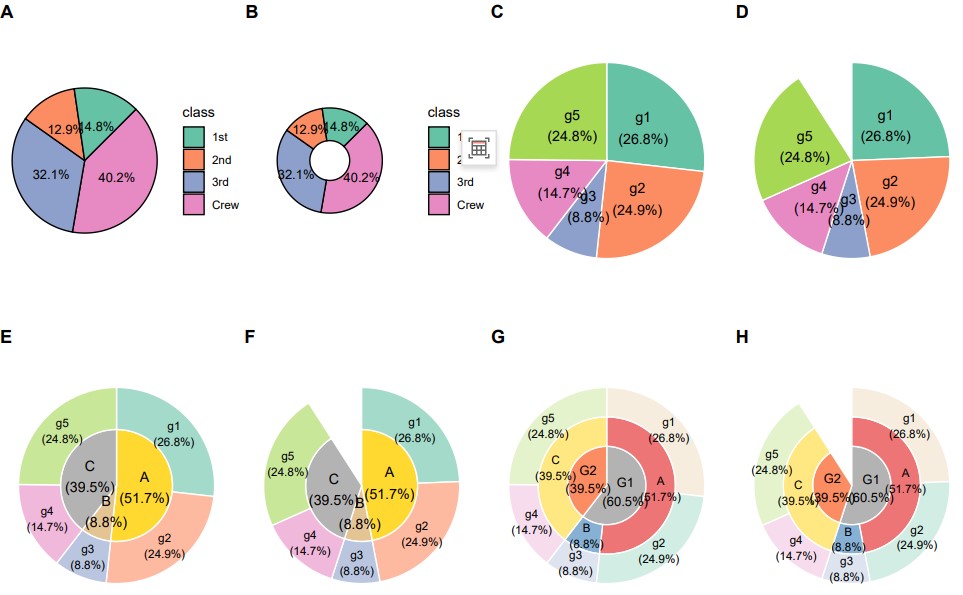 A
B
C
D
12.9%
14.8%
32.1%
40.2%
class
1st
2nd
3rd
Crew
12.9%
14.8%
32.1%
40.2%
class
3rd
Crew
g5
(24.8%)
g1
(26.8%)
g4
(14.7%)
g3
(8.8%)
g2
(24.9%)
g5
(24.8%)
g1
(26.8%)
g4
(14.7%)
g3
(8.8%)
g2
(24.9%)
E
F
G
H
g5
(24.8%)
g1
(26.8%)
C
(39.5%)
A
(51.7%)
B
(8.8%)
g4
(14.7%)
g3
(8.8%)
g2
(24.9%)
g5
(24.8%)
g1
(26.8%)
C
(39.5%)
A
(51.7%)
B
(8.8%)
g4
(14.7%)
g3
(8.8%)
g2
(24.9%)
g5
(24.8%)
g1
(26.8%)
C
(39.5%)
G2
(39.5%)
G1
(60.5%)
A
(51.7%)
B
(8.8%)
g4
(14.7%)
g3
(8.8%)
g2
(24.9%)
g5
(24.8%)
g1
(26.8%)
C
(39.5%)
G2
(39.5%)
G1
(60.5%)
A
(51.7%)
B
(8.8%)
g4
(14.7%)
g3
(8.8%)
g2
(24.9%)